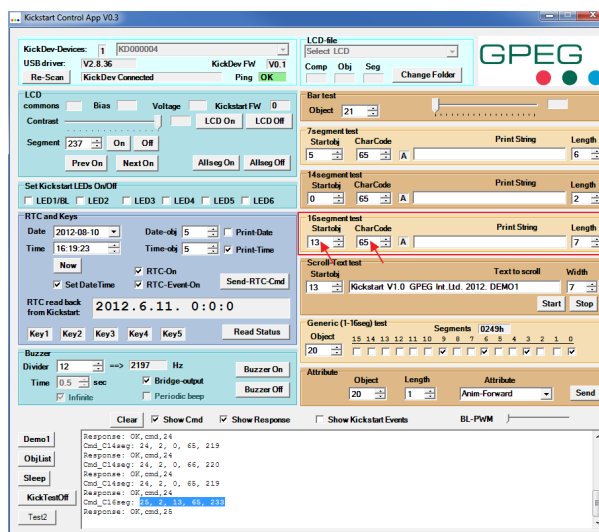 Kickstart Control App V0.3
KickDev-Devices: 1 KD000004
USB driver: V2.8.36 KickDev FW V0.1
Re-Scan KickDev Connected Ping OK
LCD-file
Select LCD
Comp Obj Seg Change Folder
GPEG
LCD
commons Bias Voltage Kickstart FW 0
Contrast LCD On LCD Off
Segment 237 On Off
Prev On Next On Allseg On Allseg Off
Bar test
Object 21
7segment test
Startobj CharCode Print String Length
5 65 A 6
14segment test
Startobj CharCode Print String Length
0 65 A 2
Set Kickstart LEDs On/Off
LED1/BL LED2 LED3 LED4 LED5 LED6
16segment test
Startobj CharCode Print String Length
13 65 A 7
RTC and Keys
Date 2012-08-10 Date-obj 5 Print-Date
Time 16:19:23 Time-obj 5 Print-Time
Now RTC-On
Set DateTime RTC-Event-On Send-RTC-Cmd
RTC read back from Kickstart: 2012.6.11. 0:0:0
Key1 Key2 Key3 Key4 Key5 Read Status
Scroll-Text test
Startobj Text to scroll Width
13 Kickstart V1.0 GPEG Int.Ltd. 2012. DEMO1 7
Start Stop
Generic (1-16seg) test
Object Segments 0249h
20 15 14 13 12 11 10 9 8 7 6 5 4 3 2 1 0
Buzzer
Divider 12 ==> 2197 Hz Buzzer On
Time 0.5 sec Bridge-output Buzzer Off
Infinite Periodic beep
Attribute
Object Length Attribute
20 1 Anim-Forward Send
Clear Show Cmd Show Response Show Kickstart Events BL-PWM
Demo1
ObjList
Sleep
KickTestOff
Test2
Response: OK,cmd,24
Cmd_C14seg: 24, 2, 0, 65, 219
Response: OK,cmd,24
Cmd_C14seg: 24, 2, 0, 66, 220
Response: OK,cmd,24
Cmd_C14seg: 24, 2, 0, 65, 219
Response: OK,cmd,24
Cmd_C16seg: 25, 2, 13, 65, 233
Response: OK,cmd,25